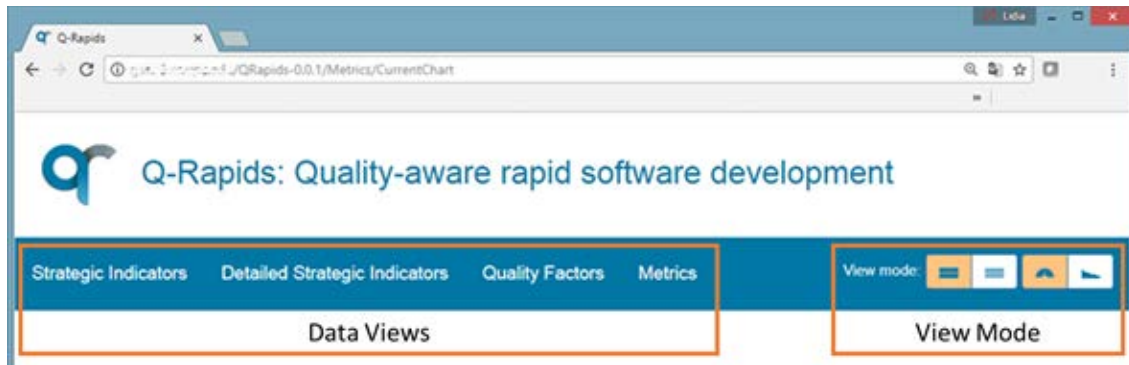 Q-Rapids
Lidia
/QRapids-0.0.1/Metrics/CurrentChart
qr
Q-Rapids: Quality-aware rapid software development
Strategic Indicators Detailed Strategic Indicators Quality Factors Metrics View mode:
Data Views View Mode